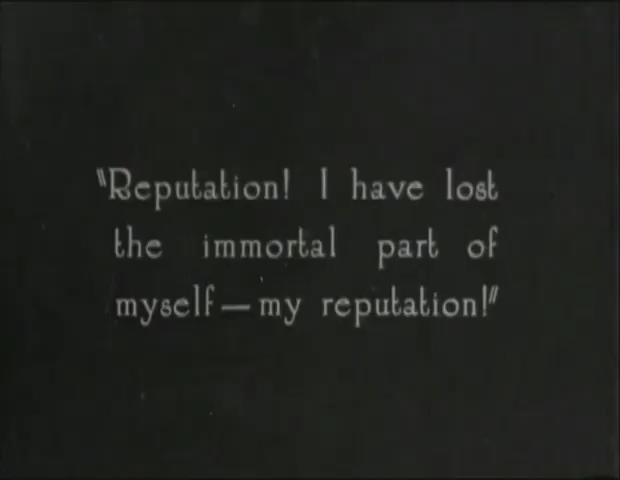 "Reputation! I have lost
the immortal part of
myself — my reputation!"